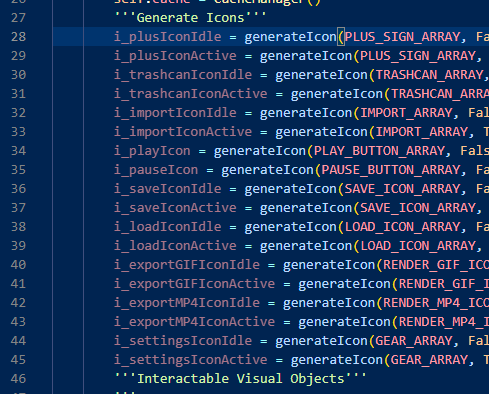 self.cache = CacheManager()
27 '''Generate Icons'''
28 i_plusIconIdle = generateIcon(PLUS_SIGN_ARRAY, Fa
29 i_plusIconActive = generateIcon(PLUS_SIGN_ARRAY,
30 i_trashcanIconIdle = generateIcon(TRASHCAN_ARRAY,
31 i_trashcanIconActive = generateIcon(TRASHCAN_ARRA
32 i_importIconIdle = generateIcon(IMPORT_ARRAY, Fal
33 i_importIconActive = generateIcon(IMPORT_ARRAY, T
34 i_playIcon = generateIcon(PLAY_BUTTON_ARRAY, Fals
35 i_pauseIcon = generateIcon(PAUSE_BUTTON_ARRAY, Fa
36 i_saveIconIdle = generateIcon(SAVE_ICON_ARRAY, Fa
37 i_saveIconActive = generateIcon(SAVE_ICON_ARRAY,
38 i_loadIconIdle = generateIcon(LOAD_ICON_ARRAY, Fa
39 i_loadIconActive = generateIcon(LOAD_ICON_ARRAY,
40 i_exportGIFIconIdle = generateIcon(RENDER_GIF_ICO
41 i_exportGIFIconActive = generateIcon(RENDER_GIF_I
42 i_exportMP4IconIdle = generateIcon(RENDER_MP4_ICO
43 i_exportMP4IconActive = generateIcon(RENDER_MP4_I
44 i_settingsIconIdle = generateIcon(GEAR_ARRAY, Fal
45 i_settingsIconActive = generateIcon(GEAR_ARRAY, T
46 '''Interactable Visual Objects'''